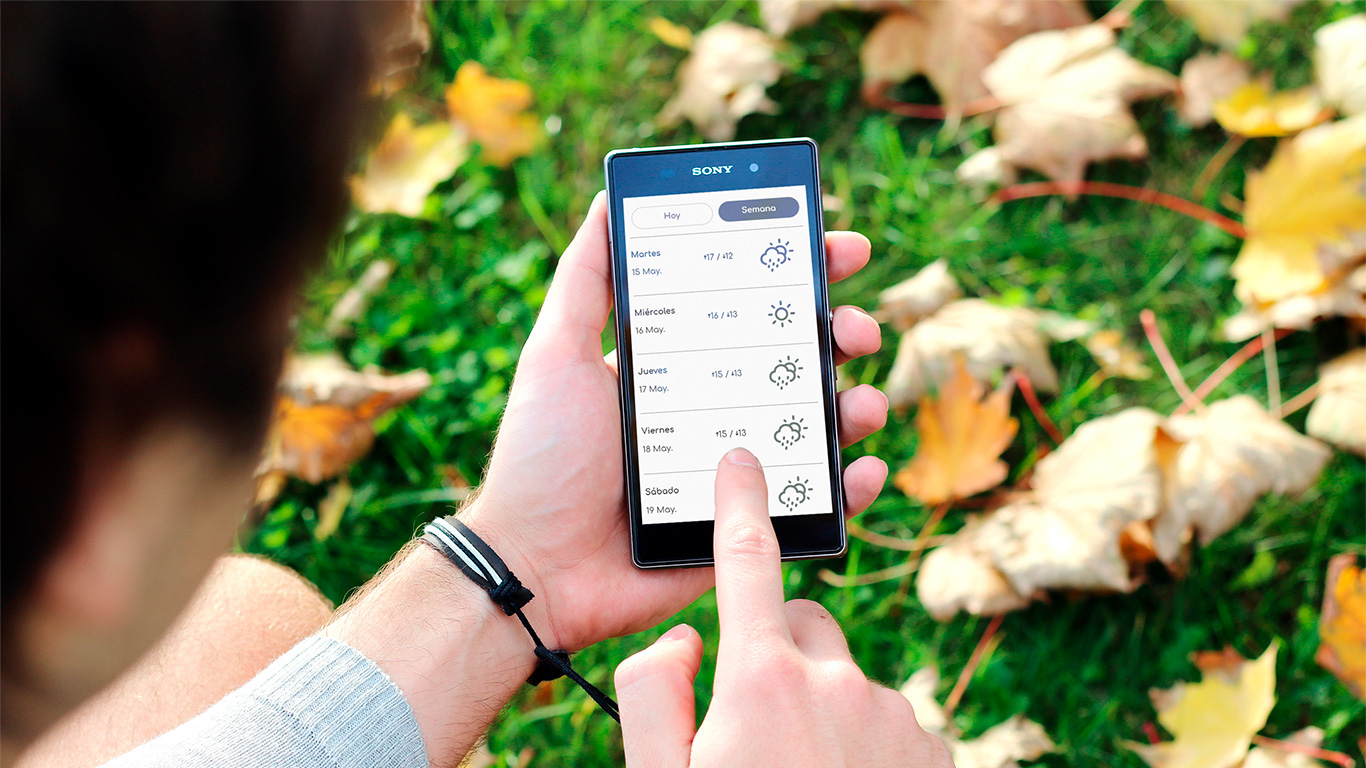 SONY
Hoy Semana
Martes ↑17 / ↓12
15 May.
Miércoles ↑16 / ↓13
16 May.
Jueves ↑15 / ↓13
17 May.
Viernes ↑15 / ↓13
18 May.
Sábado
19 May.